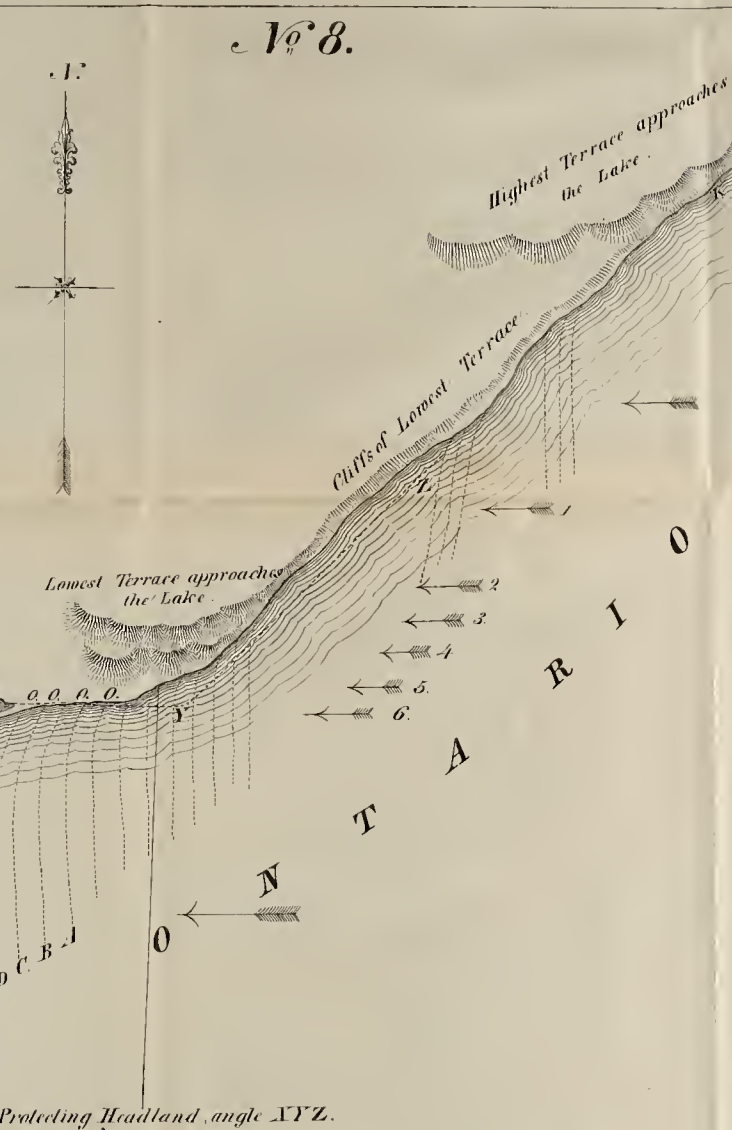 No 8.
N.
Highest Terrace approaches
the Lake.
K
Cliffs of Lowest Terrace.
Z
1
2
3.
4
5.
6.
Lowest Terrace approaches
the Lake.
O. O. O. O.
Y
ONTARIO
D C. B A
Protecting Headland, angle XYZ.